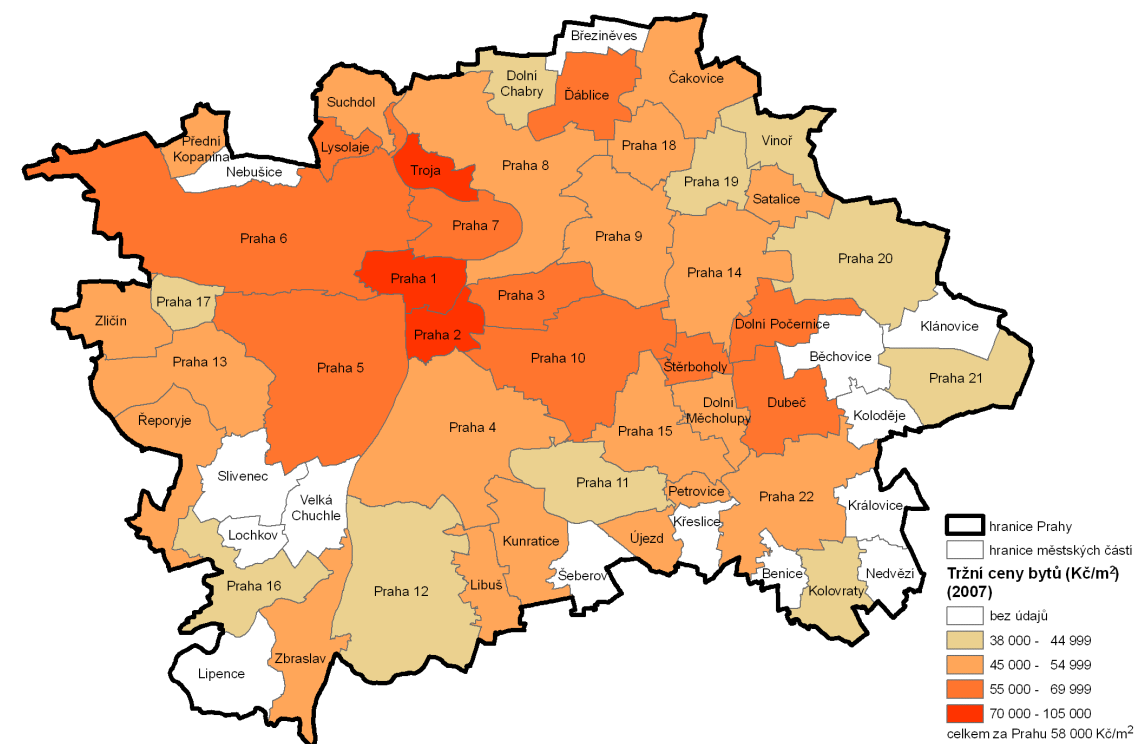 Březiněves
Dolní
Chabry
Ďáblice
Čakovice
Suchdol
Přední
Kopanina
Lysolaje
Nebušice
Troja
Praha 8
Praha 18
Vinoř
Praha 19
Satalice
Praha 6
Praha 7
Praha 9
Praha 20
Praha 14
Praha 1
Praha 17
Praha 3
Zličín
Praha 2
Dolní Počernice
Klánovice
Praha 13
Praha 5
Praha 10
Štěrboholy
Běchovice
Praha 21
Dubeč
Dolní
Měcholupy
Koloděje
Řeporyje
Praha 4
Praha 15
Slivenec
Praha 11
Petrovice
Praha 22
Velká
Chuchle
Královice
Křeslice
Lochkov
Kunratice
Újezd
Šeberov
Benice
Nedvězí
Praha 16
Praha 12
Libuš
Kolovraty
Zbraslav
Lipence
hranice Prahy
hranice městských částí
Tržní ceny bytů (Kč/m²)
(2007)
bez údajů
38 000 - 44 999
45 000 - 54 999
55 000 - 69 999
70 000 - 105 000
celkem za Prahu 58 000 Kč/m²